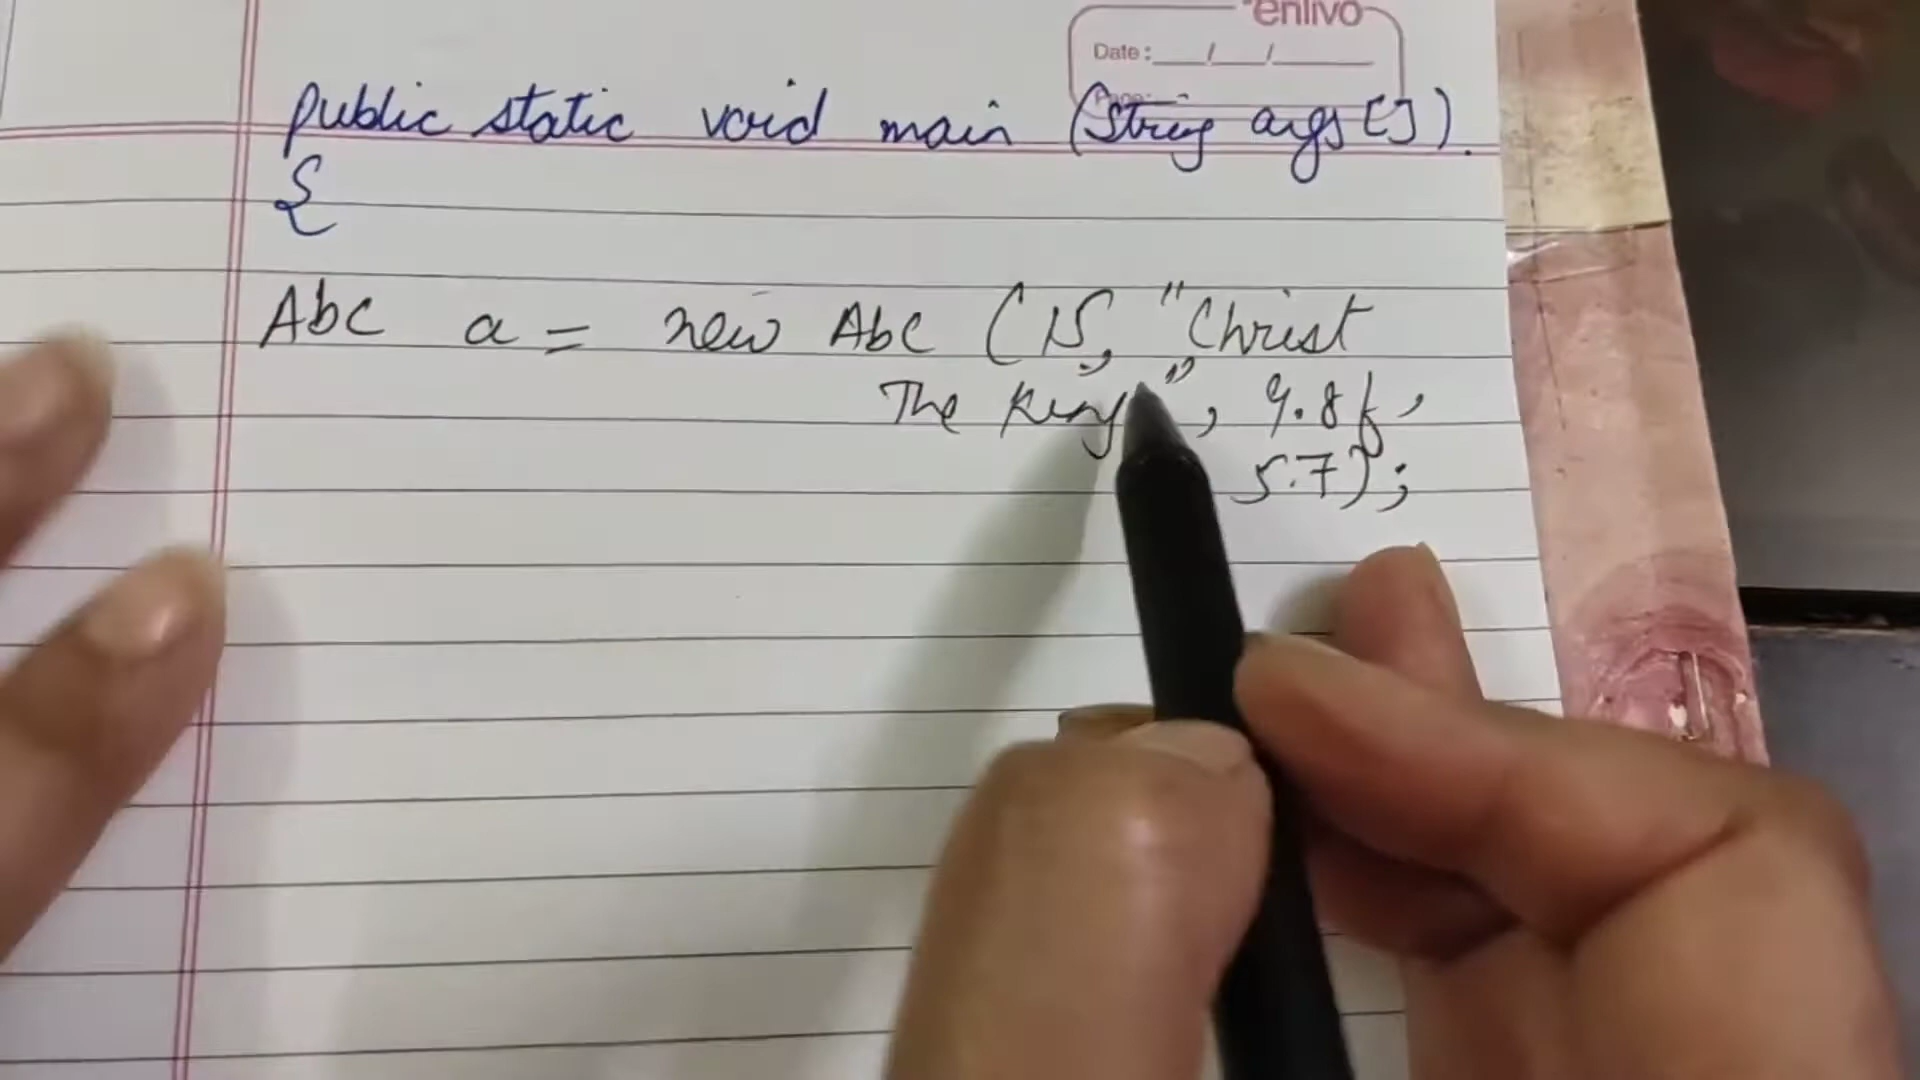 enlivo
Date: ___/___/______
public static void main (String args[])
{
Abc a = new Abc (15, "Christ
The King", 9.8f,
5.7);